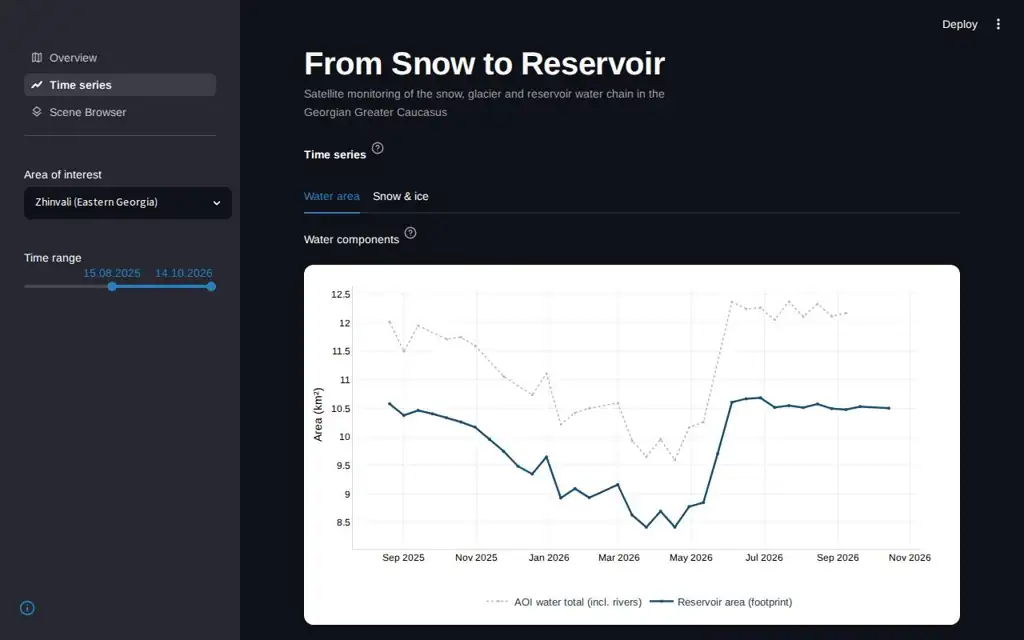 Deploy
Overview
Time series
Scene Browser
Area of interest
Zhinvali (Eastern Georgia)
Time range
15.08.2025 14.10.2026
From Snow to Reservoir
Satellite monitoring of the snow, glacier and reservoir water chain in the
Georgian Greater Caucasus
Time series
Water area Snow & ice
Water components
Area (km²)
12.5
12
11.5
11
10.5
10
9.5
9
8.5
Sep 2025 Nov 2025 Jan 2026 Mar 2026 May 2026 Jul 2026 Sep 2026 Nov 2026
AOI water total (incl. rivers) Reservoir area (footprint)